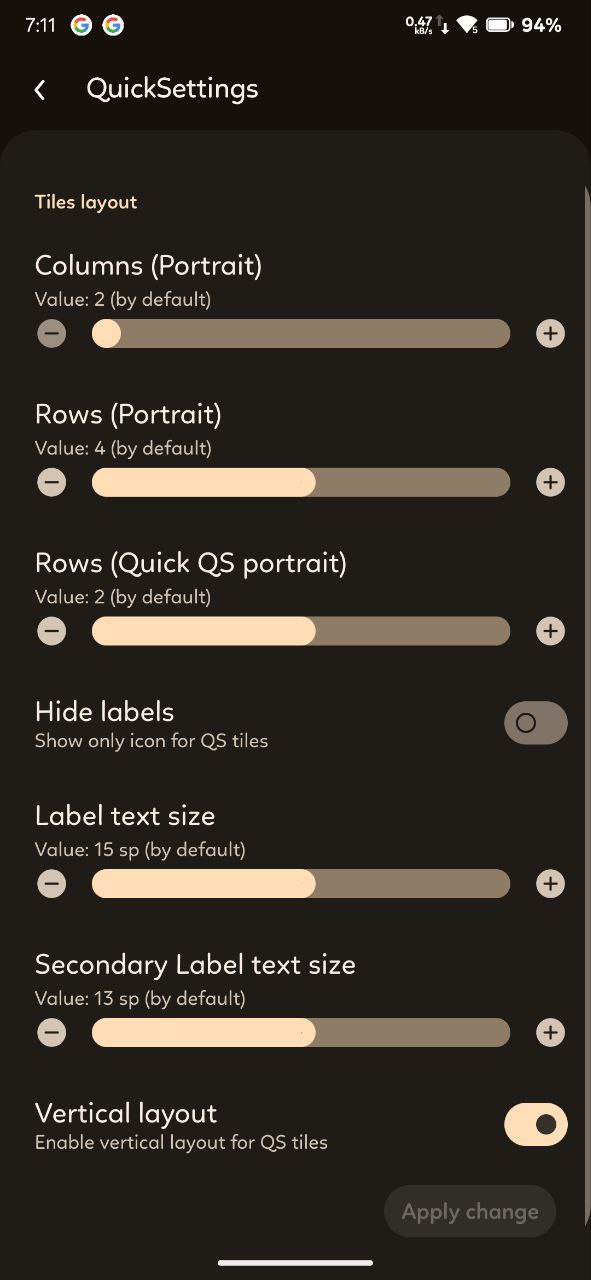 7:11
0.47
kB/s
5
94%
QuickSettings
Tiles layout
Columns (Portrait)
Value: 2 (by default)
Rows (Portrait)
Value: 4 (by default)
Rows (Quick QS portrait)
Value: 2 (by default)
Hide labels
Show only icon for QS tiles
Label text size
Value: 15 sp (by default)
Secondary Label text size
Value: 13 sp (by default)
Vertical layout
Enable vertical layout for QS tiles
Apply change